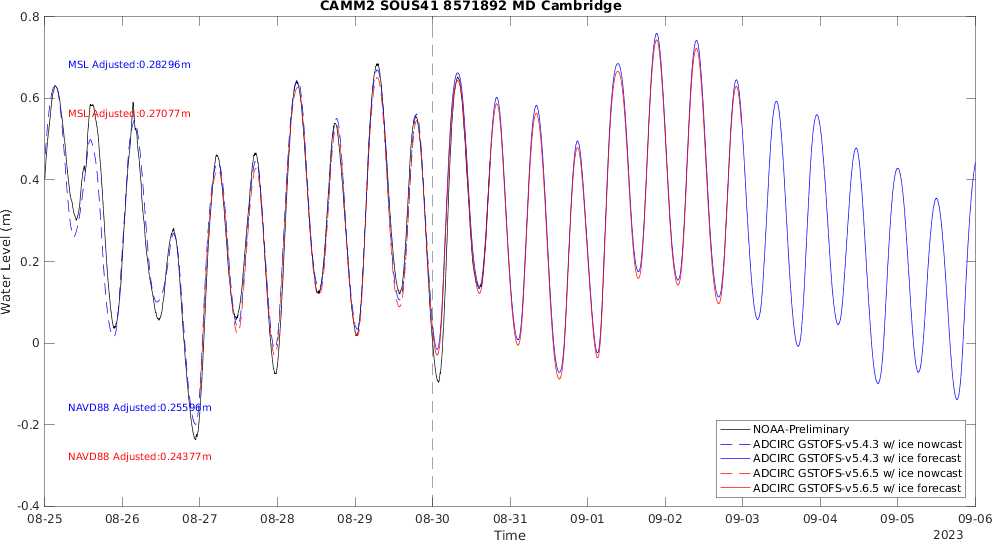 CAMM2 SOUS41 8571892 MD Cambridge
0.8
0.6
0.4
0.2
0
-0.2
-0.4
Water Level (m)
MSL Adjusted:0.28296m
MSL Adjusted:0.27077m
NAVD88 Adjusted:0.25596m
NAVD88 Adjusted:0.24377m
NOAA-Preliminary
ADCIRC GSTOFS-v5.4.3 w/ ice nowcast
ADCIRC GSTOFS-v5.4.3 w/ ice forecast
ADCIRC GSTOFS-v5.6.5 w/ ice nowcast
ADCIRC GSTOFS-v5.6.5 w/ ice forecast
08-25 08-26 08-27 08-28 08-29 08-30 08-31 09-01 09-02 09-03 09-04 09-05 09-06
Time
2023